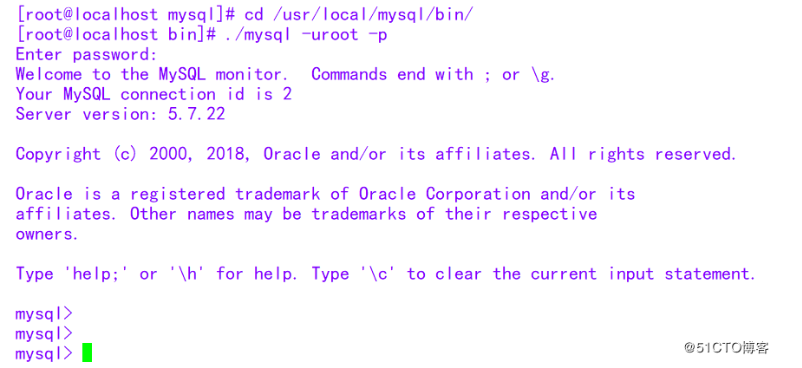 [root@localhost mysql]# cd /usr/local/mysql/bin/
[root@localhost bin]# ./mysql -uroot -p
Enter password:
Welcome to the MySQL monitor.  Commands end with ; or \g.
Your MySQL connection id is 2
Server version: 5.7.22
Copyright (c) 2000, 2018, Oracle and/or its affiliates. All rights reserved.
Oracle is a registered trademark of Oracle Corporation and/or its
affiliates. Other names may be trademarks of their respective
owners.
Type 'help;' or '\h' for help. Type '\c' to clear the current input statement.
mysql>
mysql>
mysql>
@51CTO博客